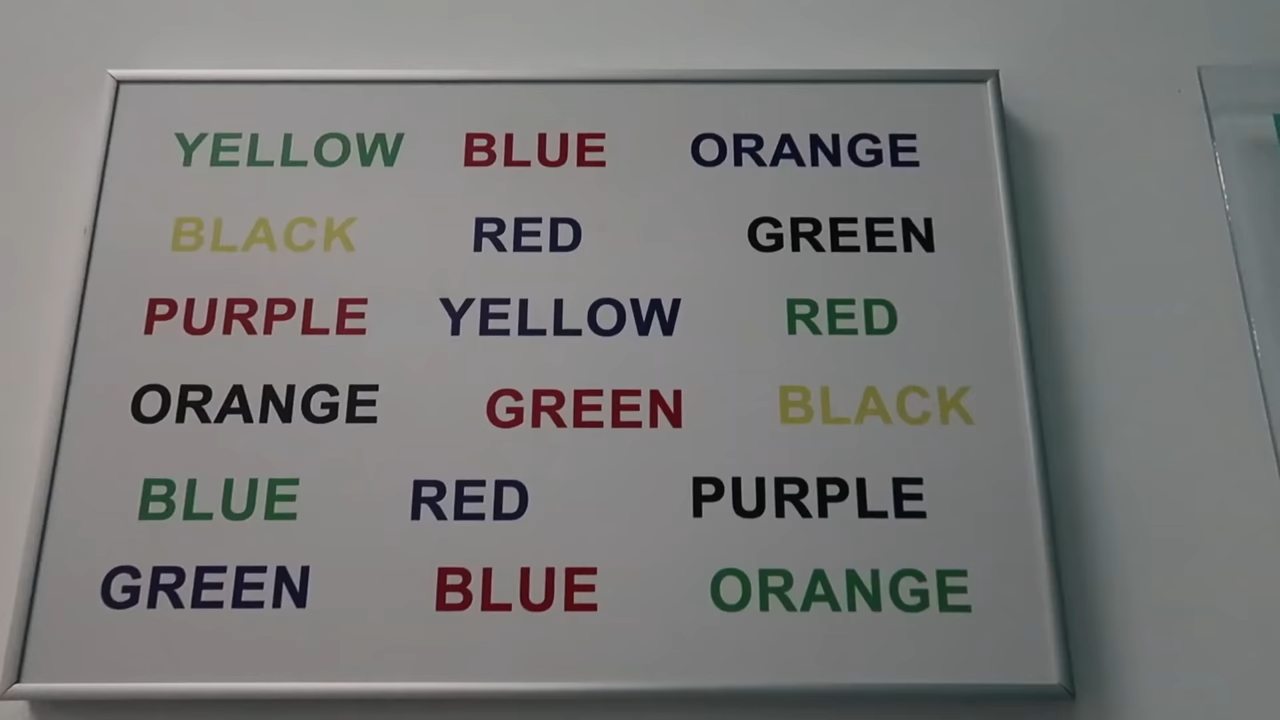 YELLOW BLUE ORANGE
BLACK RED GREEN
PURPLE YELLOW RED
ORANGE GREEN BLACK
BLUE RED PURPLE
GREEN BLUE ORANGE